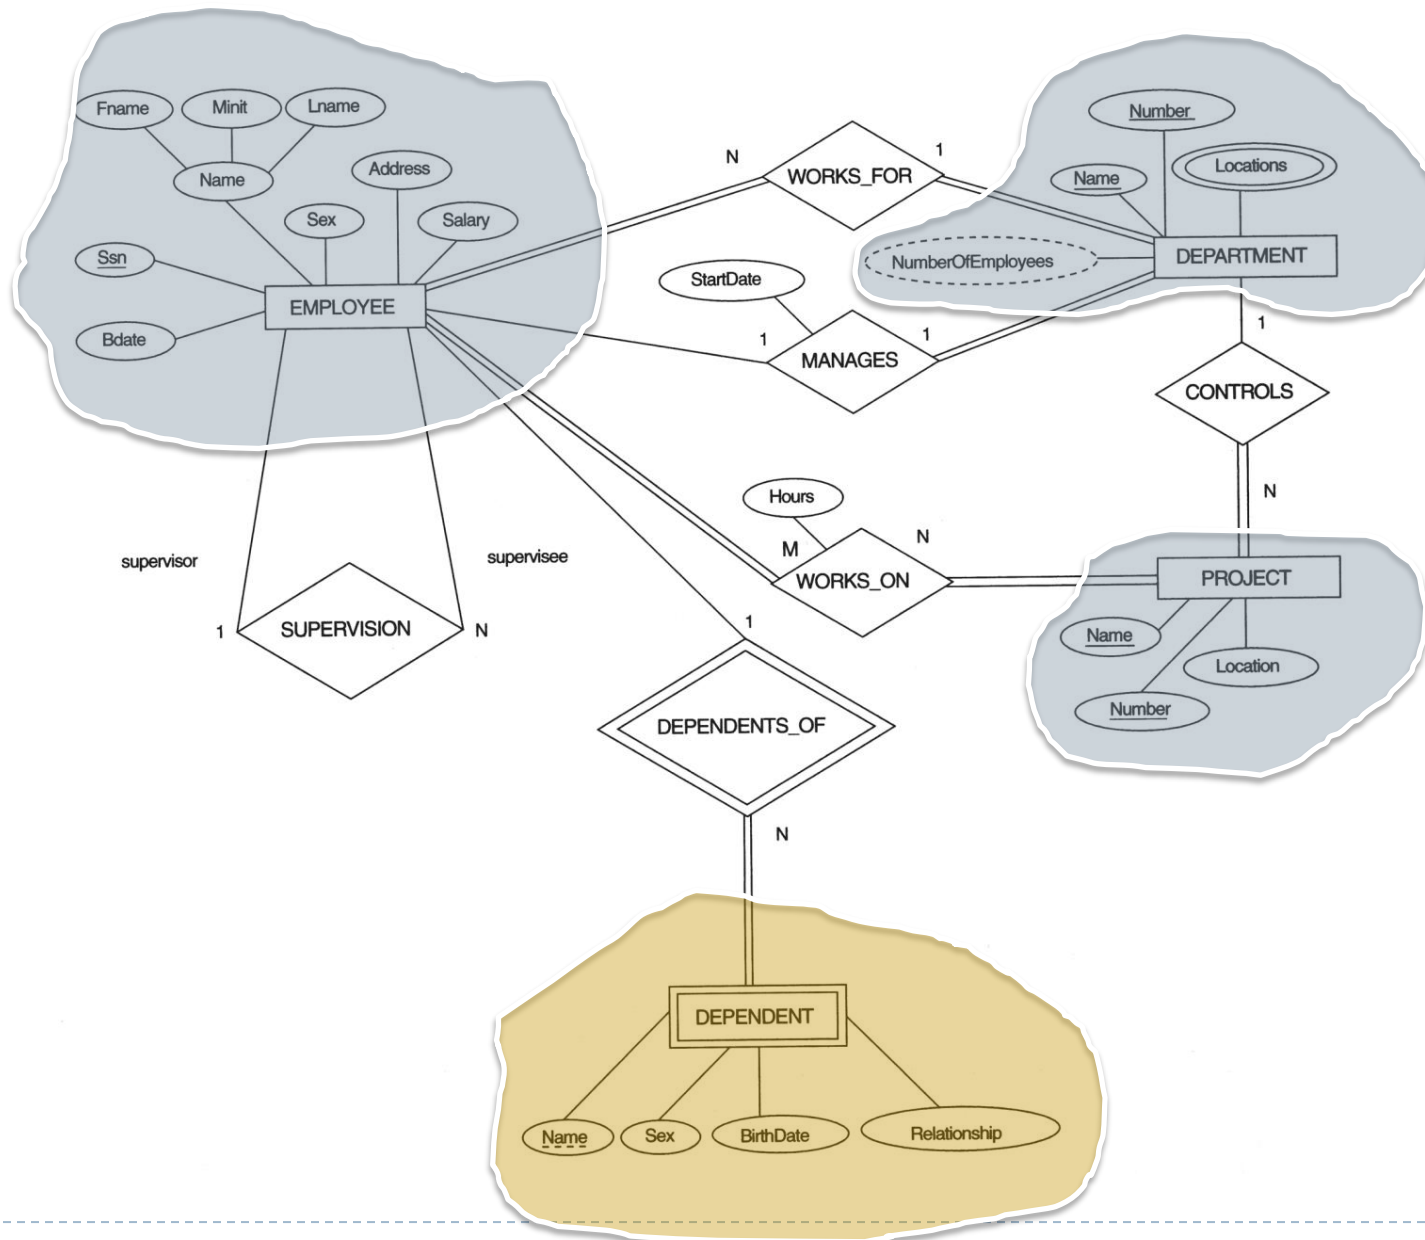 Fname
Minit
Lname
Name
Address
Sex
Salary
Ssn
Bdate
EMPLOYEE
N
WORKS_FOR
1
Number
Locations
Name
NumberOfEmployees
DEPARTMENT
StartDate
1
MANAGES
1
1
CONTROLS
N
supervisor
supervisee
1
SUPERVISION
N
Hours
M
WORKS_ON
N
PROJECT
Name
Location
Number
1
DEPENDENTS_OF
N
DEPENDENT
Name
Sex
BirthDate
Relationship